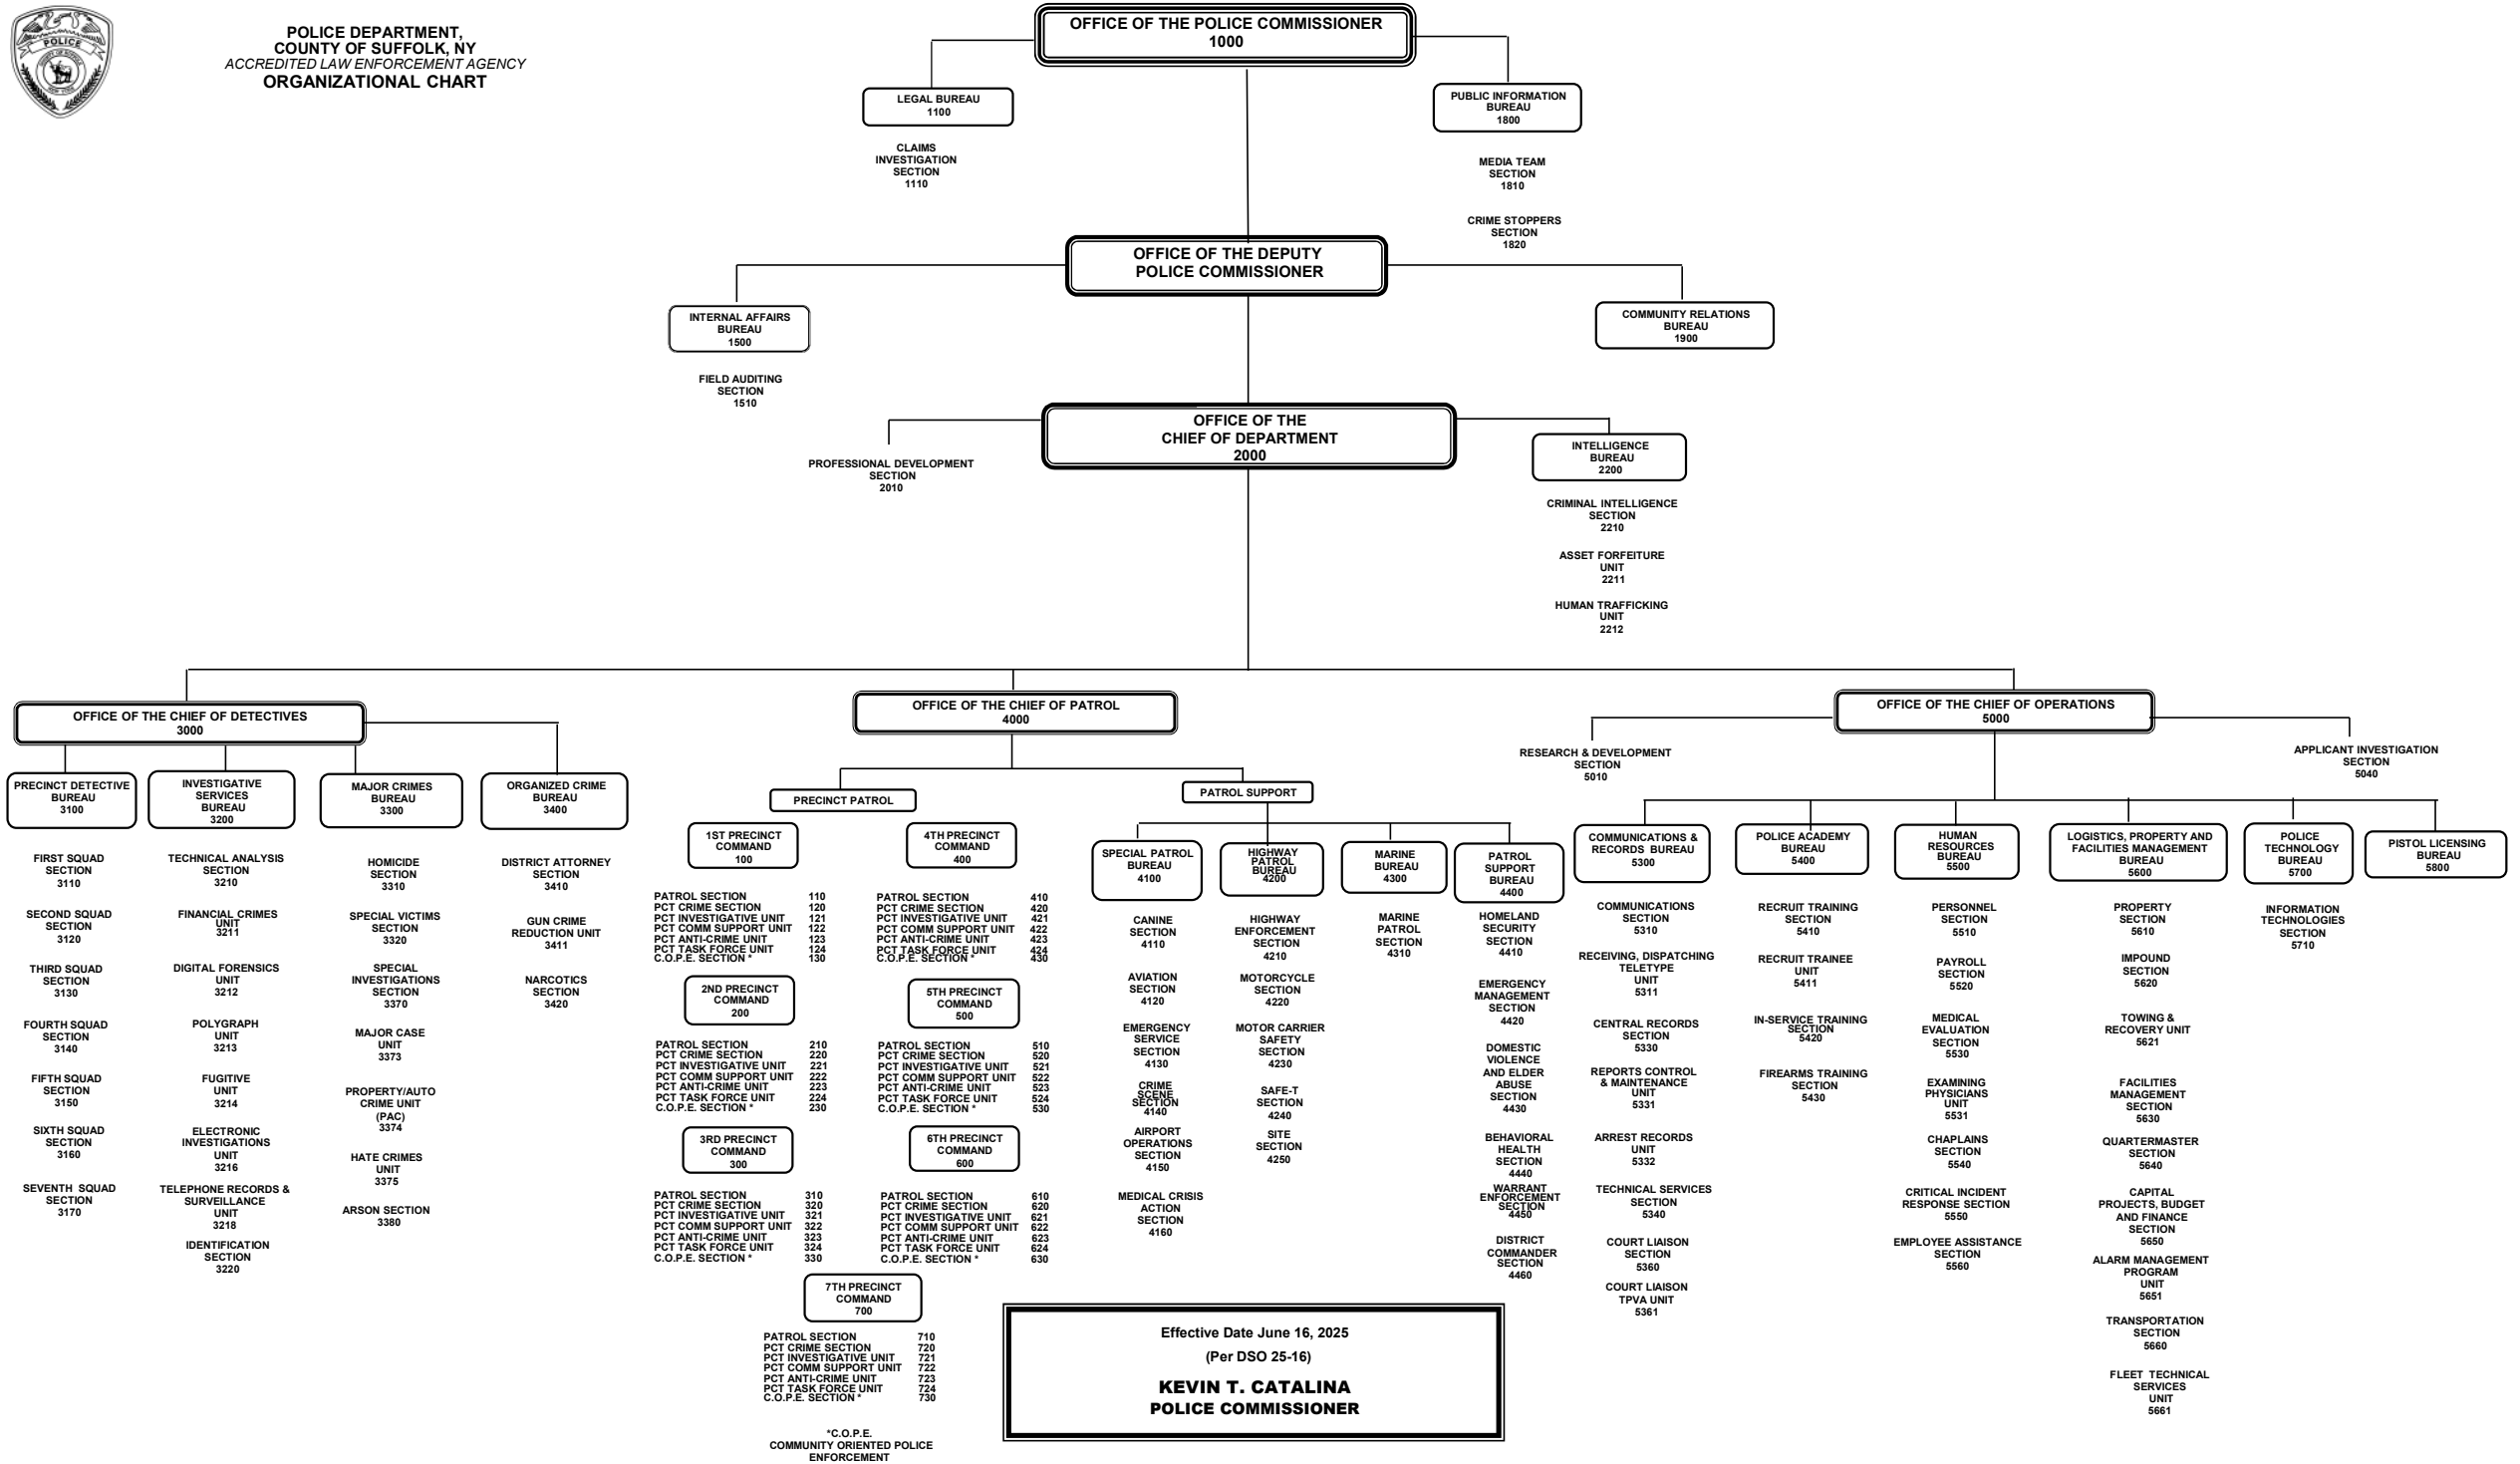 POLICE
COUNTY OF SUFFOLK
NEW YORK
POLICE DEPARTMENT,
COUNTY OF SUFFOLK, NY
ACCREDITED LAW ENFORCEMENT AGENCY
ORGANIZATIONAL CHART
OFFICE OF THE POLICE COMMISSIONER
1000
LEGAL BUREAU
1100
CLAIMS
INVESTIGATION
SECTION
1110
PUBLIC INFORMATION
BUREAU
1800
MEDIA TEAM
SECTION
1810
CRIME STOPPERS
SECTION
1820
OFFICE OF THE DEPUTY
POLICE COMMISSIONER
INTERNAL AFFAIRS
BUREAU
1500
FIELD AUDITING
SECTION
1510
COMMUNITY RELATIONS
BUREAU
1900
OFFICE OF THE
CHIEF OF DEPARTMENT
2000
PROFESSIONAL DEVELOPMENT
SECTION
2010
INTELLIGENCE
BUREAU
2200
CRIMINAL INTELLIGENCE
SECTION
2210
ASSET FORFEITURE
UNIT
2211
HUMAN TRAFFICKING
UNIT
2212
OFFICE OF THE CHIEF OF DETECTIVES
3000
PRECINCT DETECTIVE
BUREAU
3100
FIRST SQUAD
SECTION
3110
SECOND SQUAD
SECTION
3120
THIRD SQUAD
SECTION
3130
FOURTH SQUAD
SECTION
3140
FIFTH SQUAD
SECTION
3150
SIXTH SQUAD
SECTION
3160
SEVENTH SQUAD
SECTION
3170
INVESTIGATIVE
SERVICES
BUREAU
3200
TECHNICAL ANALYSIS
SECTION
3210
FINANCIAL CRIMES
UNIT
3211
DIGITAL FORENSICS
UNIT
3212
POLYGRAPH
UNIT
3213
FUGITIVE
UNIT
3214
ELECTRONIC
INVESTIGATIONS
UNIT
3216
TELEPHONE RECORDS &
SURVEILLANCE
UNIT
3218
IDENTIFICATION
SECTION
3220
MAJOR CRIMES
BUREAU
3300
HOMICIDE
SECTION
3310
SPECIAL VICTIMS
SECTION
3320
SPECIAL
INVESTIGATIONS
SECTION
3370
MAJOR CASE
UNIT
3373
PROPERTY/AUTO
CRIME UNIT
(PAC)
3374
HATE CRIMES
UNIT
3375
ARSON SECTION
3380
ORGANIZED CRIME
BUREAU
3400
DISTRICT ATTORNEY
SECTION
3410
GUN CRIME
REDUCTION UNIT
3411
NARCOTICS
SECTION
3420
OFFICE OF THE CHIEF OF PATROL
4000
PRECINCT PATROL
1ST PRECINCT
COMMAND
100
PATROL SECTION 110
PCT CRIME SECTION 120
PCT INVESTIGATIVE UNIT 121
PCT COMM SUPPORT UNIT 122
PCT ANTI-CRIME UNIT 123
PCT TASK FORCE UNIT 124
C.O.P.E. SECTION * 130
2ND PRECINCT
COMMAND
200
PATROL SECTION 210
PCT CRIME SECTION 220
PCT INVESTIGATIVE UNIT 221
PCT COMM SUPPORT UNIT 222
PCT ANTI-CRIME UNIT 223
PCT TASK FORCE UNIT 224
C.O.P.E. SECTION * 230
3RD PRECINCT
COMMAND
300
PATROL SECTION 310
PCT CRIME SECTION 320
PCT INVESTIGATIVE UNIT 321
PCT COMM SUPPORT UNIT 322
PCT ANTI-CRIME UNIT 323
PCT TASK FORCE UNIT 324
C.O.P.E. SECTION * 330
4TH PRECINCT
COMMAND
400
PATROL SECTION 410
PCT CRIME SECTION 420
PCT INVESTIGATIVE UNIT 421
PCT COMM SUPPORT UNIT 422
PCT ANTI-CRIME UNIT 423
PCT TASK FORCE UNIT 424
C.O.P.E. SECTION * 430
5TH PRECINCT
COMMAND
500
PATROL SECTION 510
PCT CRIME SECTION 520
PCT INVESTIGATIVE UNIT 521
PCT COMM SUPPORT UNIT 522
PCT ANTI-CRIME UNIT 523
PCT TASK FORCE UNIT 524
C.O.P.E. SECTION * 530
6TH PRECINCT
COMMAND
600
PATROL SECTION 610
PCT CRIME SECTION 620
PCT INVESTIGATIVE UNIT 621
PCT COMM SUPPORT UNIT 622
PCT ANTI-CRIME UNIT 623
PCT TASK FORCE UNIT 624
C.O.P.E. SECTION * 630
7TH PRECINCT
COMMAND
700
PATROL SECTION 710
PCT CRIME SECTION 720
PCT INVESTIGATIVE UNIT 721
PCT COMM SUPPORT UNIT 722
PCT ANTI-CRIME UNIT 723
PCT TASK FORCE UNIT 724
C.O.P.E. SECTION * 730
*C.O.P.E.
COMMUNITY ORIENTED POLICE
ENFORCEMENT
PATROL SUPPORT
SPECIAL PATROL
BUREAU
4100
CANINE
SECTION
4110
AVIATION
SECTION
4120
EMERGENCY
SERVICE
SECTION
4130
CRIME
SCENE
SECTION
4140
AIRPORT
OPERATIONS
SECTION
4150
MEDICAL CRISIS
ACTION
SECTION
4160
HIGHWAY
PATROL
BUREAU
4200
HIGHWAY
ENFORCEMENT
SECTION
4210
MOTORCYCLE
SECTION
4220
MOTOR CARRIER
SAFETY
SECTION
4230
SAFE-T
SECTION
4240
SITE
SECTION
4250
MARINE
BUREAU
4300
MARINE
PATROL
SECTION
4310
PATROL
SUPPORT
BUREAU
4400
HOMELAND
SECURITY
SECTION
4410
EMERGENCY
MANAGEMENT
SECTION
4420
DOMESTIC
VIOLENCE
AND ELDER
ABUSE
SECTION
4430
BEHAVIORAL
HEALTH
SECTION
4440
WARRANT
ENFORCEMENT
SECTION
4450
DISTRICT
COMMANDER
SECTION
4460
OFFICE OF THE CHIEF OF OPERATIONS
5000
RESEARCH & DEVELOPMENT
SECTION
5010
APPLICANT INVESTIGATION
SECTION
5040
COMMUNICATIONS &
RECORDS BUREAU
5300
COMMUNICATIONS
SECTION
5310
RECEIVING, DISPATCHING
TELETYPE
UNIT
5311
CENTRAL RECORDS
SECTION
5330
REPORTS CONTROL
& MAINTENANCE
UNIT
5331
ARREST RECORDS
UNIT
5332
TECHNICAL SERVICES
SECTION
5340
COURT LIAISON
SECTION
5360
COURT LIAISON
TPVA UNIT
5361
POLICE ACADEMY
BUREAU
5400
RECRUIT TRAINING
SECTION
5410
RECRUIT TRAINEE
UNIT
5411
IN-SERVICE TRAINING
SECTION
5420
FIREARMS TRAINING
SECTION
5430
HUMAN
RESOURCES
BUREAU
5500
PERSONNEL
SECTION
5510
PAYROLL
SECTION
5520
MEDICAL
EVALUATION
SECTION
5530
EXAMINING
PHYSICIANS
UNIT
5531
CHAPLAINS
SECTION
5540
CRITICAL INCIDENT
RESPONSE SECTION
5550
EMPLOYEE ASSISTANCE
SECTION
5560
LOGISTICS, PROPERTY AND
FACILITIES MANAGEMENT
BUREAU
5600
PROPERTY
SECTION
5610
IMPOUND
SECTION
5620
TOWING &
RECOVERY UNIT
5621
FACILITIES
MANAGEMENT
SECTION
5630
QUARTERMASTER
SECTION
5640
CAPITAL
PROJECTS, BUDGET
AND FINANCE
SECTION
5650
ALARM MANAGEMENT
PROGRAM
UNIT
5651
TRANSPORTATION
SECTION
5660
FLEET TECHNICAL
SERVICES
UNIT
5661
POLICE
TECHNOLOGY
BUREAU
5700
INFORMATION
TECHNOLOGIES
SECTION
5710
PISTOL LICENSING
BUREAU
5800
Effective Date June 16, 2025
(Per DSO 25-16)
KEVIN T. CATALINA
POLICE COMMISSIONER